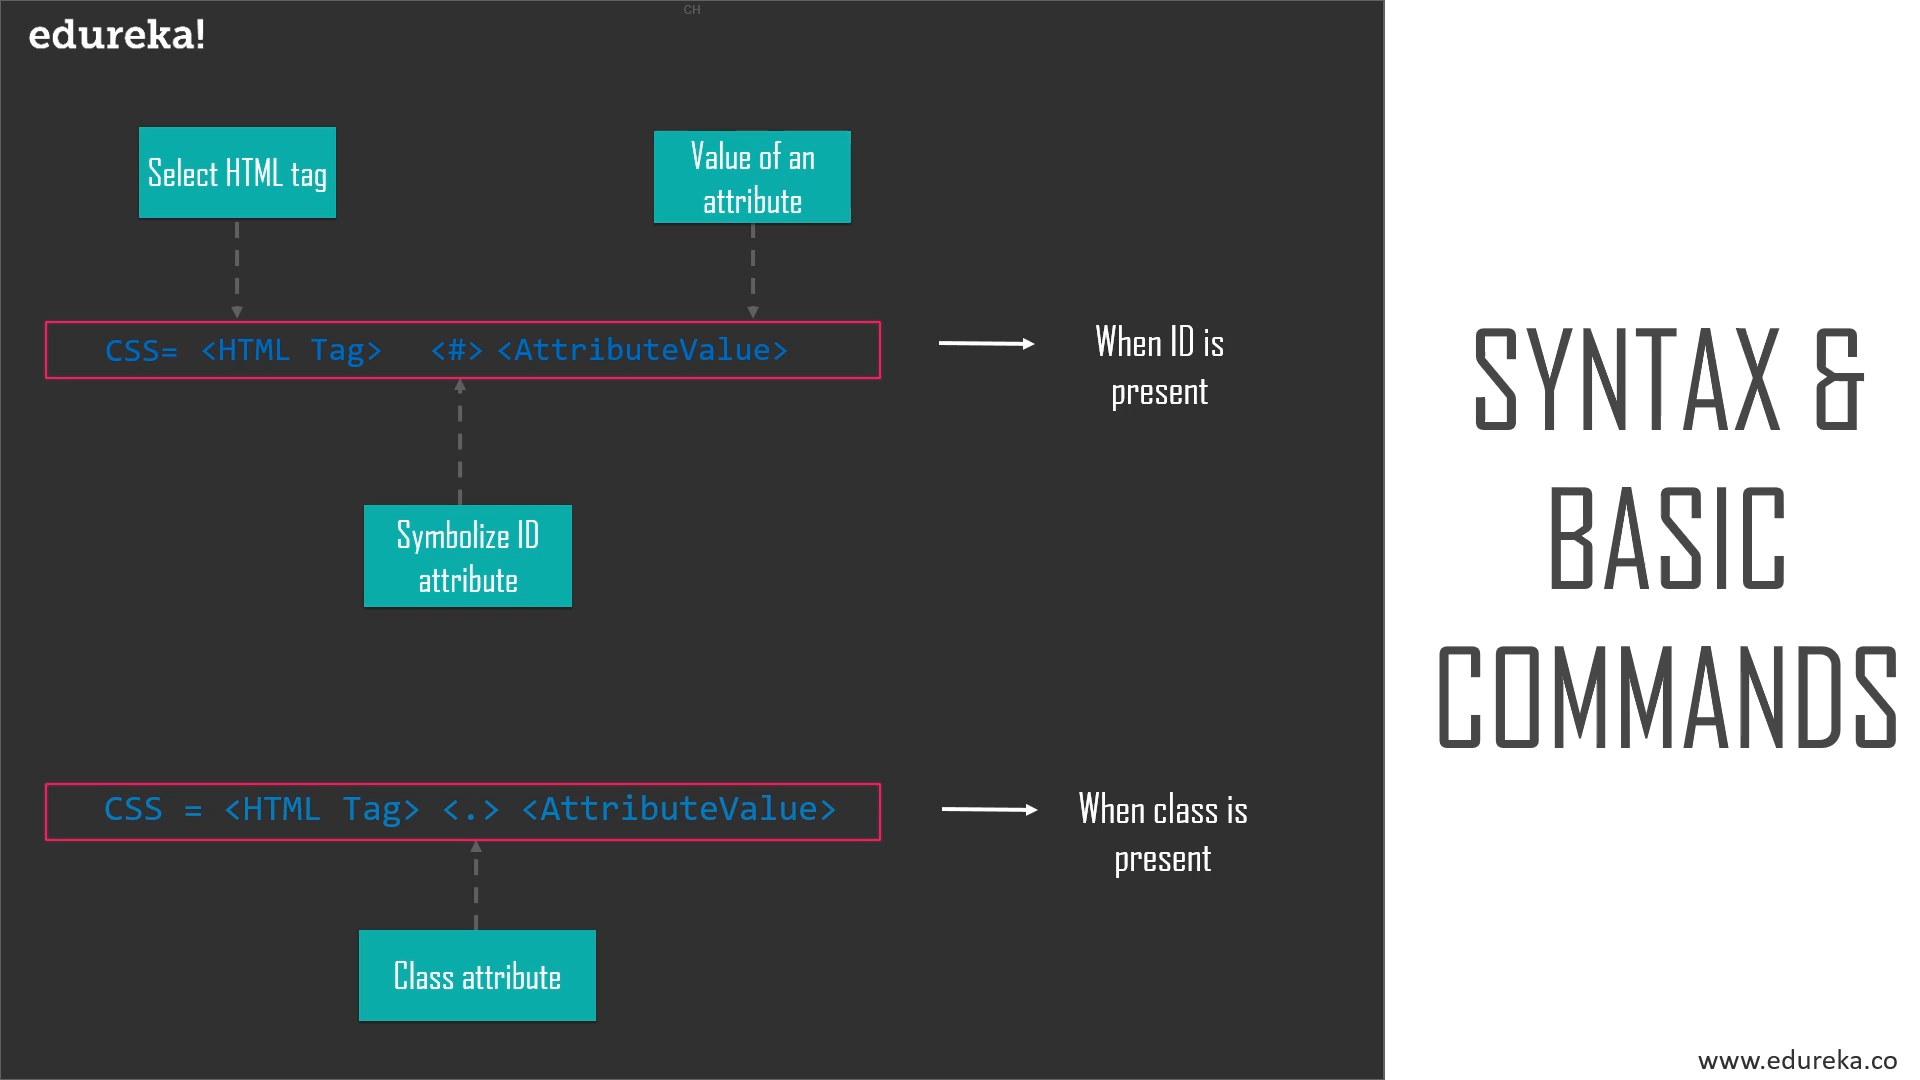 CH
edureka!
Select HTML tag
Value of an
attribute
CSS= <HTML Tag> <#> <AttributeValue>
When ID is
present
Symbolize ID
attribute
CSS = <HTML Tag> <.> <AttributeValue>
When class is
present
Class attribute
SYNTAX &
BASIC
COMMANDS
www.edureka.co